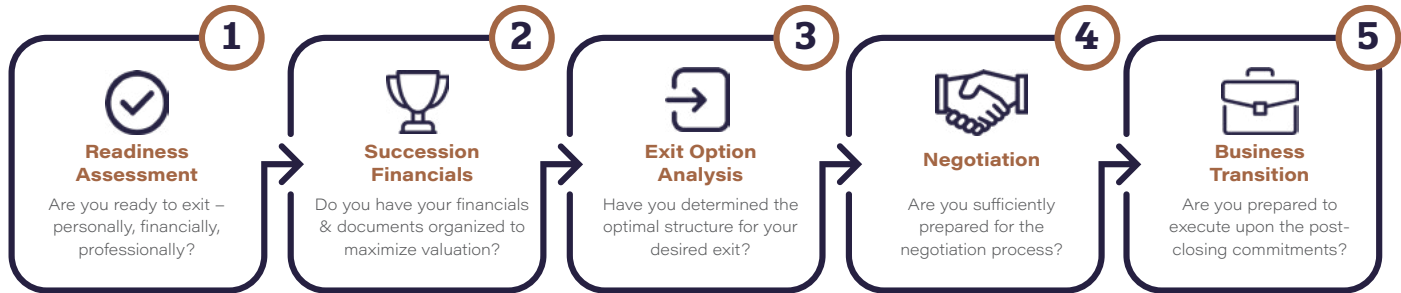 1
Readiness
Assessment
Are you ready to exit –
personally, financially,
professionally?
2
Succession
Financials
Do you have your financials
& documents organized to
maximize valuation?
3
Exit Option
Analysis
Have you determined the
optimal structure for your
desired exit?
4
Negotiation
Are you sufficiently
prepared for the
negotiation process?
5
Business
Transition
Are you prepared to
execute upon the post-
closing commitments?